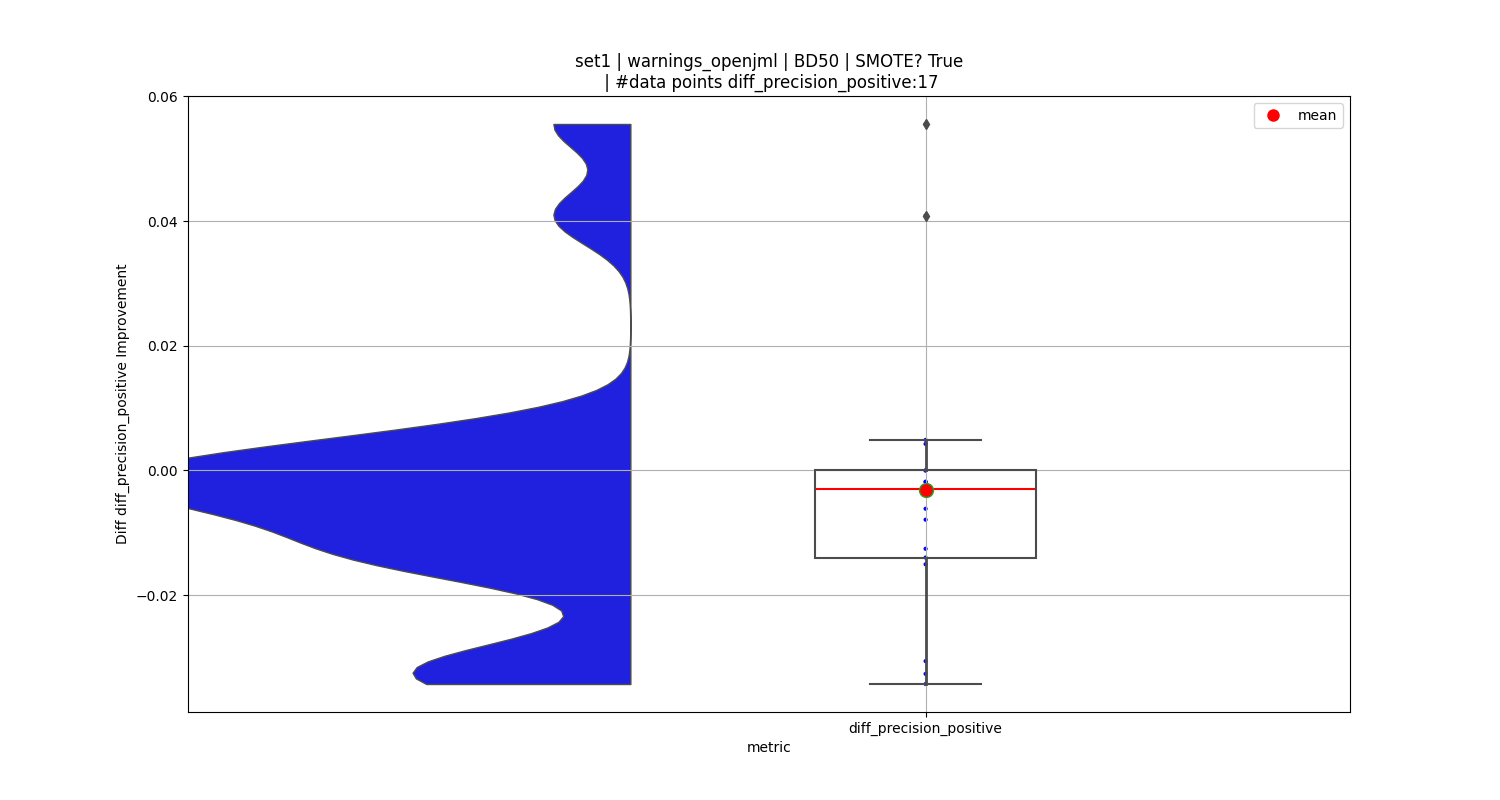 set1 | warnings_openjml | BD50 | SMOTE? True
| #data points diff_precision_positive:17
mean
0.06
0.04
0.02
0.00
−0.02
Diff diff_precision_positive Improvement
diff_precision_positive
metric